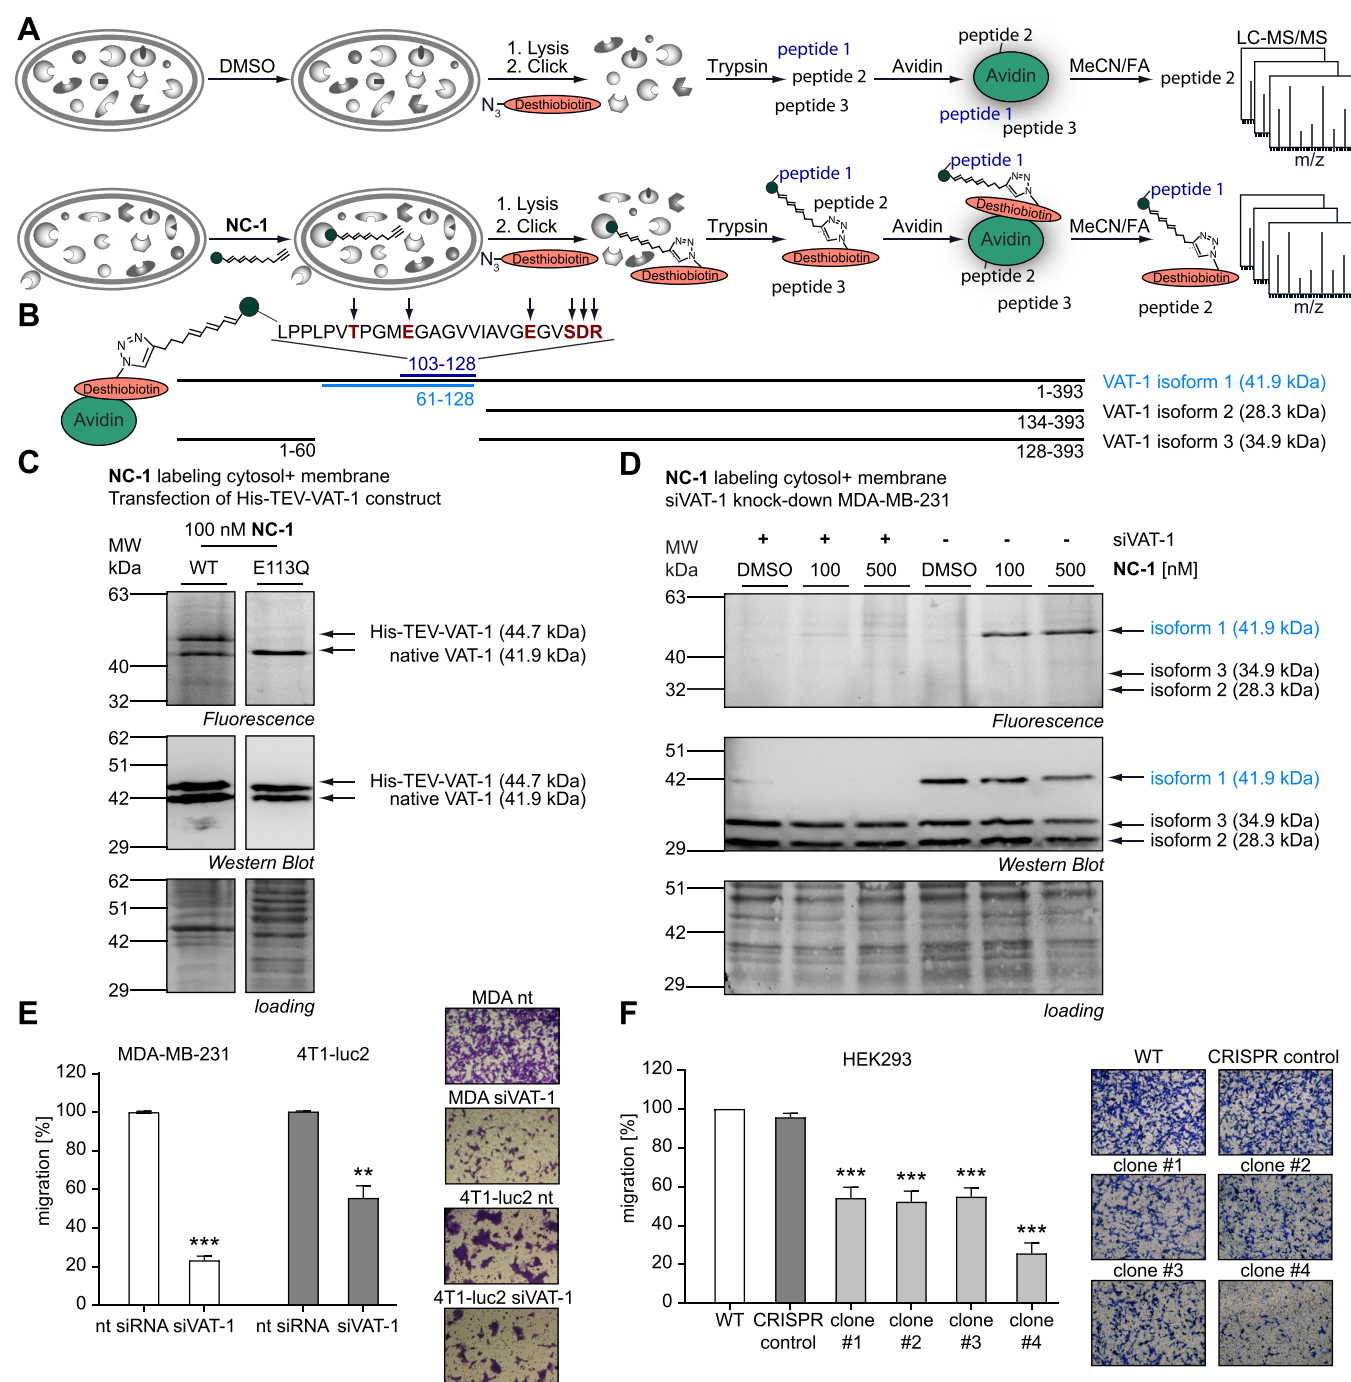 A
DMSO
1. Lysis
2. Click
N3 Desthiobiotin
Trypsin
peptide 1
peptide 2
peptide 3
Avidin
peptide 2
Avidin
peptide 1
peptide 3
MeCN/FA
peptide 2
LC-MS/MS
m/z
NC-1
1. Lysis
2. Click
N3 Desthiobiotin
N N N
Desthiobiotin
Trypsin
peptide 1
peptide 2
N N N
Desthiobiotin
peptide 3
Avidin
peptide 1
N N N
Desthiobiotin
Avidin
peptide 2
peptide 3
MeCN/FA
peptide 1
N N N
Desthiobiotin
peptide 2
m/z
B
LPPLPVTPGMEGAGVVIAVGEGVSDR
N N N
Desthiobiotin
Avidin
103-128
61-128
1-393
VAT-1 isoform 1 (41.9 kDa)
134-393
VAT-1 isoform 2 (28.3 kDa)
1-60
128-393
VAT-1 isoform 3 (34.9 kDa)
C
NC-1 labeling cytosol+ membrane
Transfection of His-TEV-VAT-1 construct
100 nM NC-1
MW
kDa
WT
E113Q
63
40
32
His-TEV-VAT-1 (44.7 kDa)
native VAT-1 (41.9 kDa)
Fluorescence
62
51
42
29
His-TEV-VAT-1 (44.7 kDa)
native VAT-1 (41.9 kDa)
Western Blot
62
51
42
29
loading
D
NC-1 labeling cytosol+ membrane
siVAT-1 knock-down MDA-MB-231
+ + + - - - siVAT-1
MW
kDa
DMSO 100 500 DMSO 100 500 NC-1 [nM]
63
40
32
isoform 1 (41.9 kDa)
isoform 3 (34.9 kDa)
isoform 2 (28.3 kDa)
Fluorescence
51
42
29
isoform 1 (41.9 kDa)
isoform 3 (34.9 kDa)
isoform 2 (28.3 kDa)
Western Blot
51
42
29
loading
E
MDA-MB-231
4T1-luc2
migration [%]
120
100
80
60
40
20
0
***
**
nt siRNA siVAT-1 nt siRNA siVAT-1
MDA nt
MDA siVAT-1
4T1-luc2 nt
4T1-luc2 siVAT-1
F
HEK293
migration [%]
120
100
80
60
40
20
0
*** *** *** ***
WT
CRISPR control
clone #1
clone #2
clone #3
clone #4
WT
CRISPR control
clone #1
clone #2
clone #3
clone #4